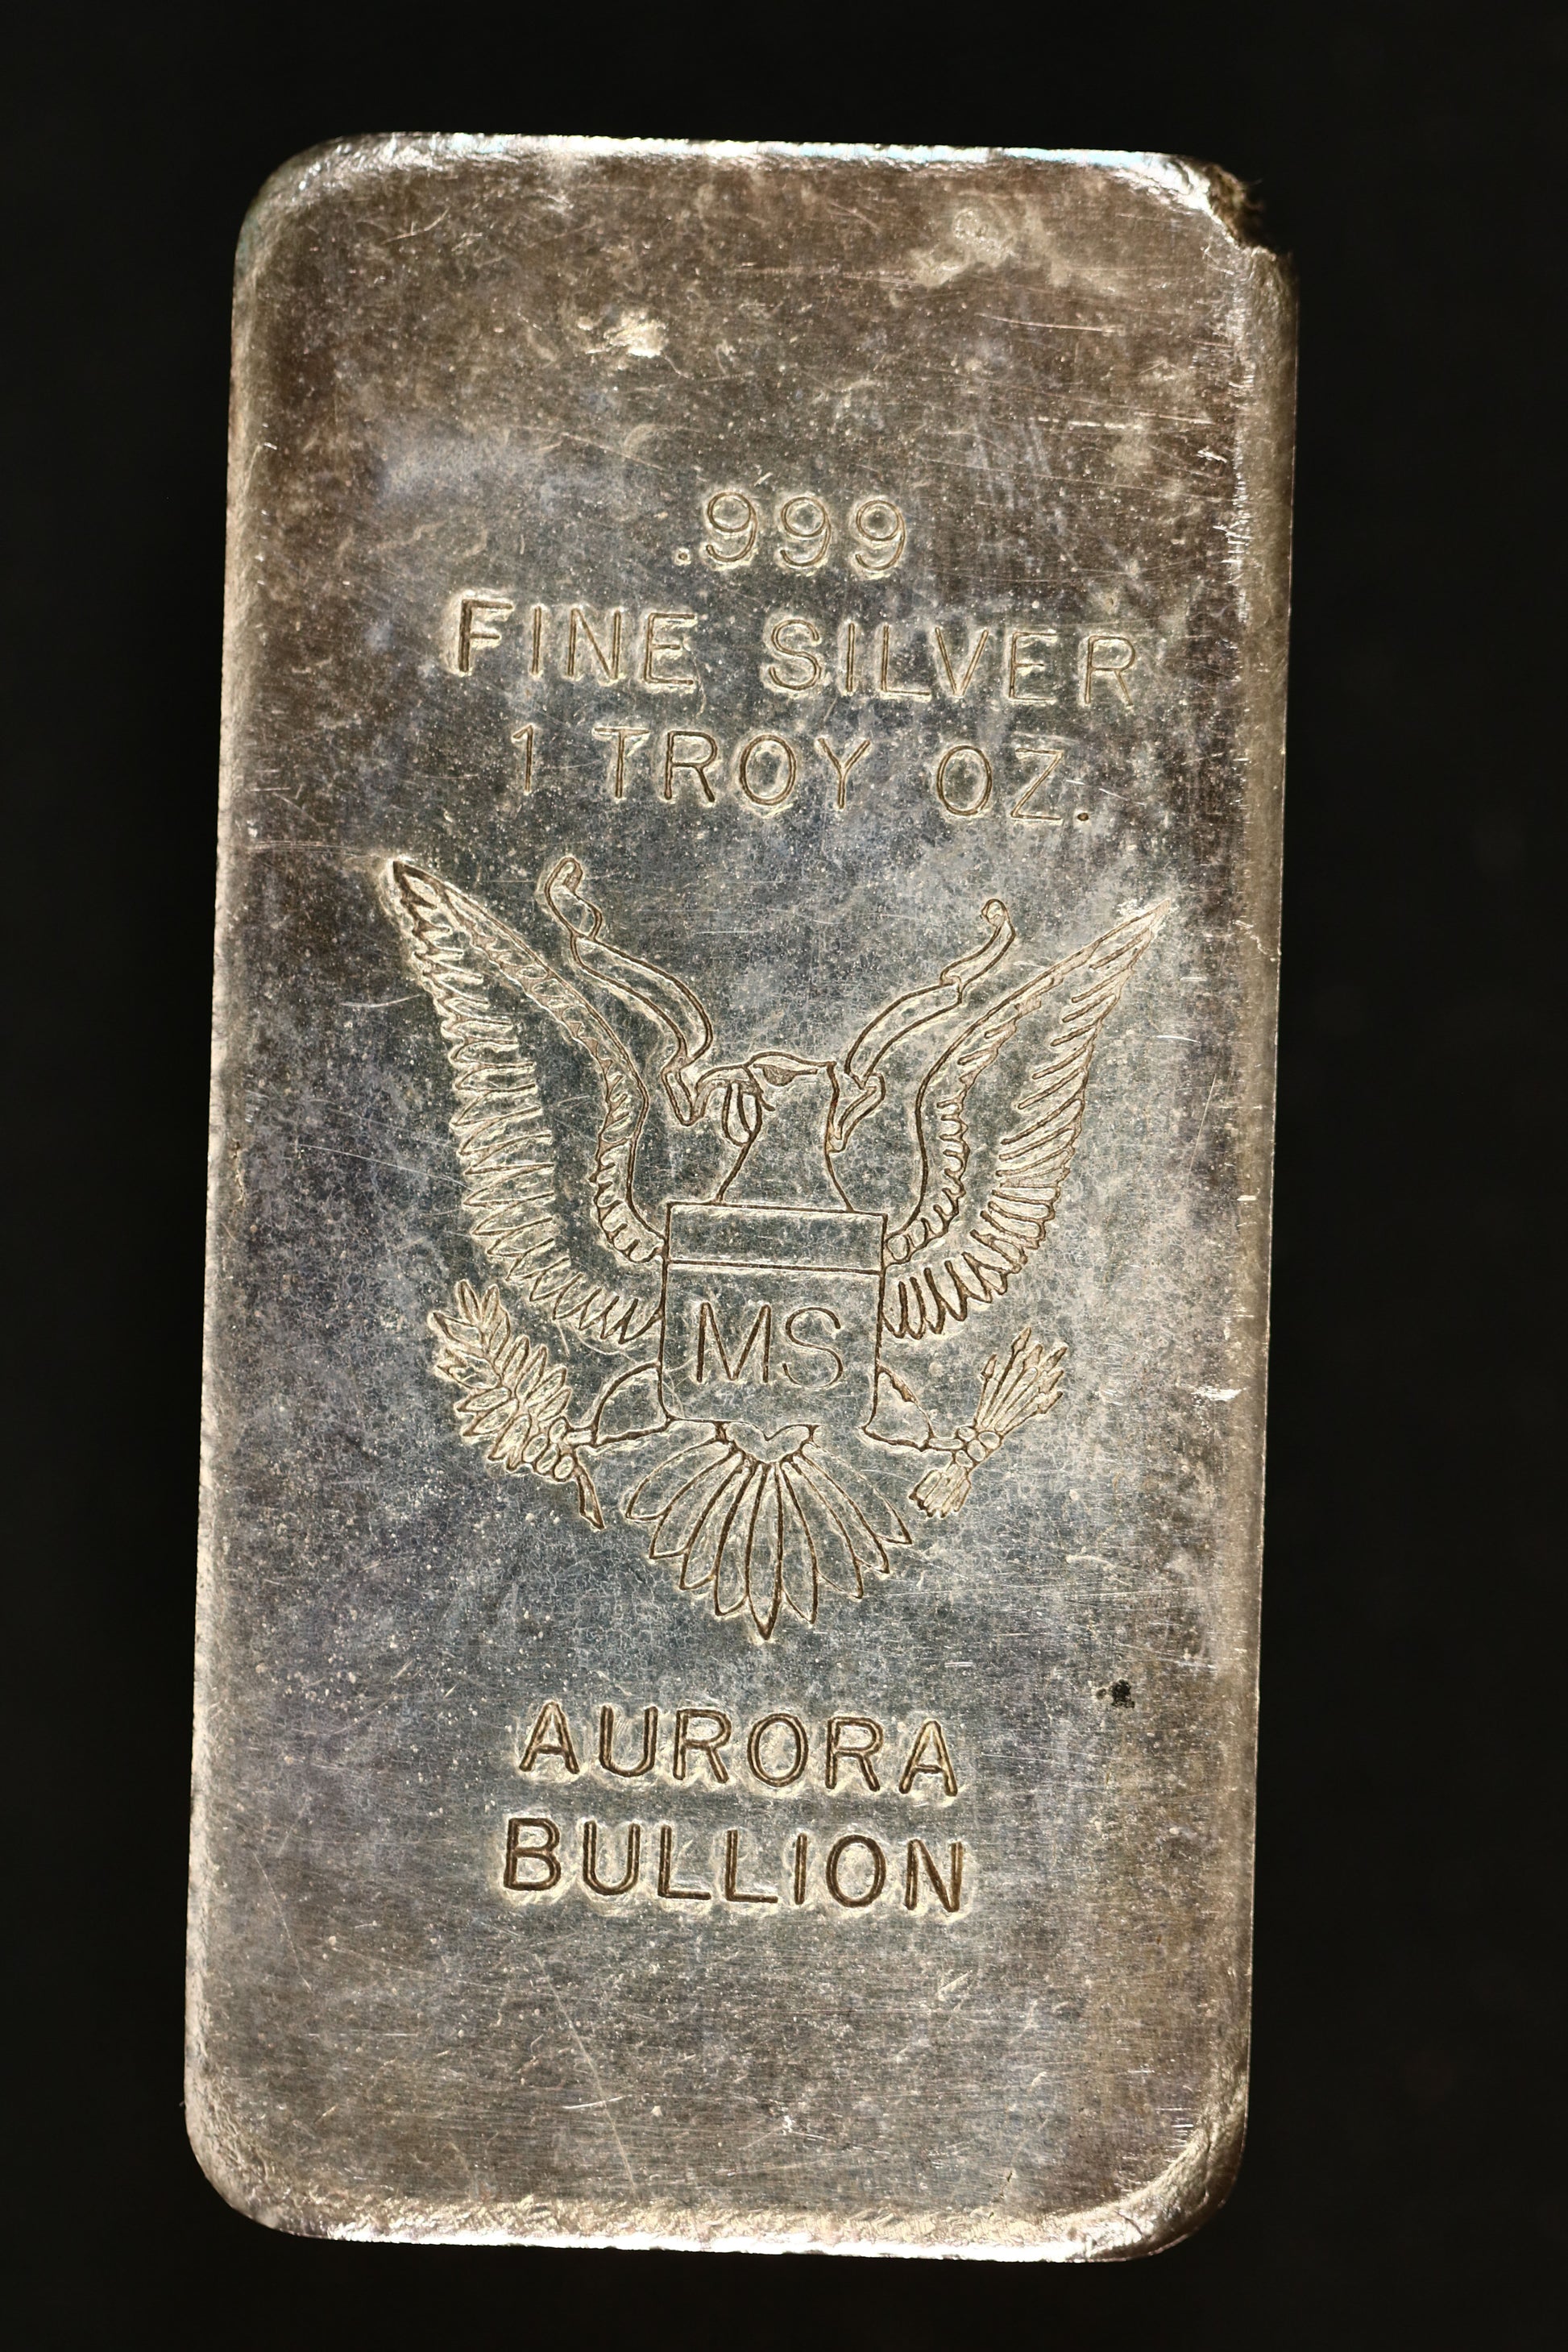 .999
FINE SILVER
1 TROY OZ.
MS
AURORA
BULLION